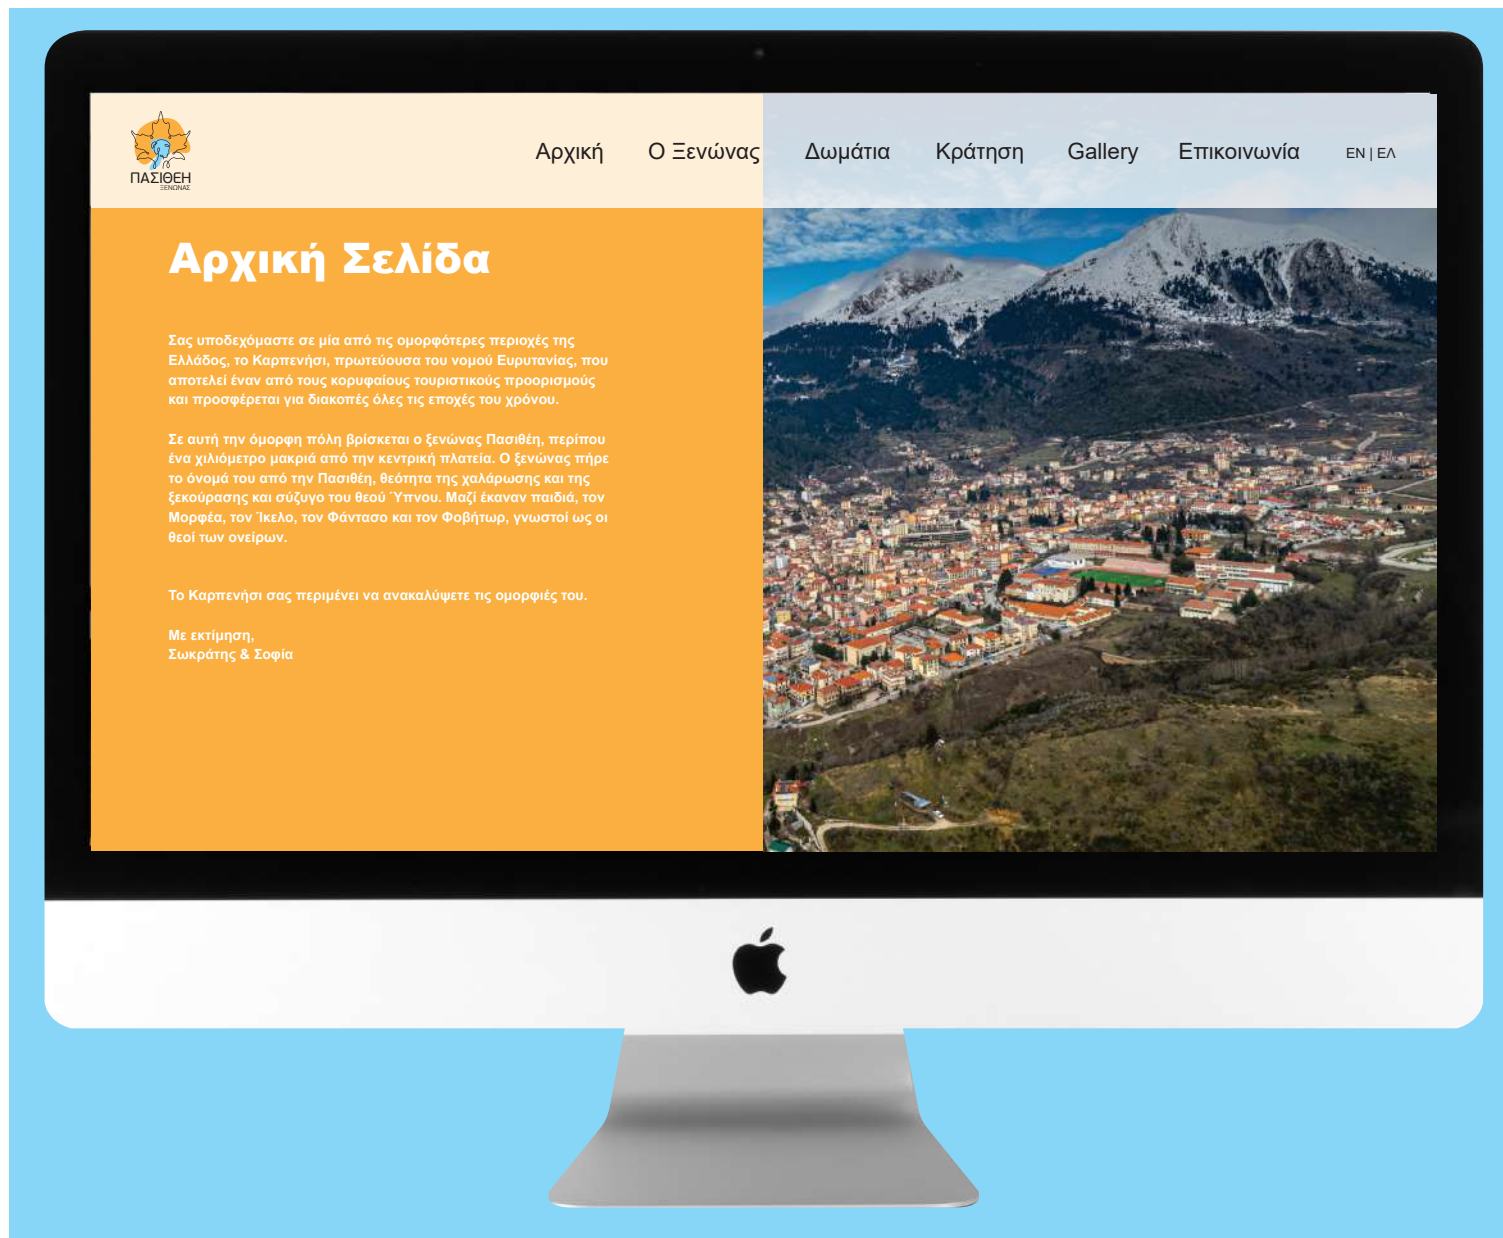 ΠΑΣΙΘΕΗ
ΞΕΝΩΝΑΣ
Αρχική Ο Ξενώνας Δωμάτια Κράτηση Gallery Επικοινωνία EN | ΕΛ
Αρχική Σελίδα
Σας υποδεχόμαστε σε μία από τις ομορφότερες περιοχές της
Ελλάδος, το Καρπενήσι, πρωτεύουσα του νομού Ευρυτανίας, που
αποτελεί έναν από τους κορυφαίους τουριστικούς προορισμούς
και προσφέρεται για διακοπές όλες τις εποχές του χρόνου.
Σε αυτή την όμορφη πόλη βρίσκεται ο ξενώνας Πασιθέη, περίπου
ένα χιλιόμετρο μακριά από την κεντρική πλατεία. Ο ξενώνας πήρε
το όνομά του από την Πασιθέη, θεότητα της χαλάρωσης και της
ξεκούρασης και σύζυγο του θεού Ύπνου. Μαζί έκαναν παιδιά, τον
Μορφέα, τον Ίκελο, τον Φάντασο και τον Φοβήτωρ, γνωστοί ως οι
θεοί των ονείρων.
Το Καρπενήσι σας περιμένει να ανακαλύψετε τις ομορφιές του.
Με εκτίμηση,
Σωκράτης & Σοφία